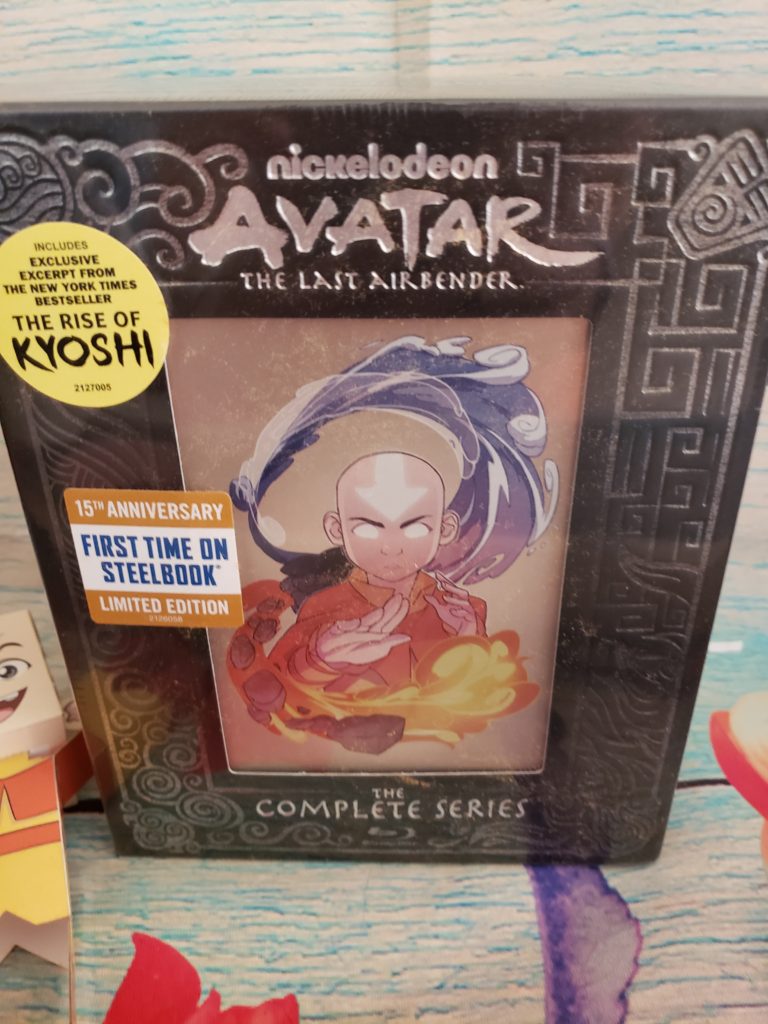 nickelodeon
AVATAR
THE LAST AIRBENDER.
INCLUDES
EXCLUSIVE
EXCERPT FROM
THE NEW YORK TIMES
BESTSELLER
THE RISE OF
KYOSHI
2127005
15TH ANNIVERSARY
FIRST TIME ON
STEELBOOK®
LIMITED EDITION
2126058
THE
COMPLETE SERIES